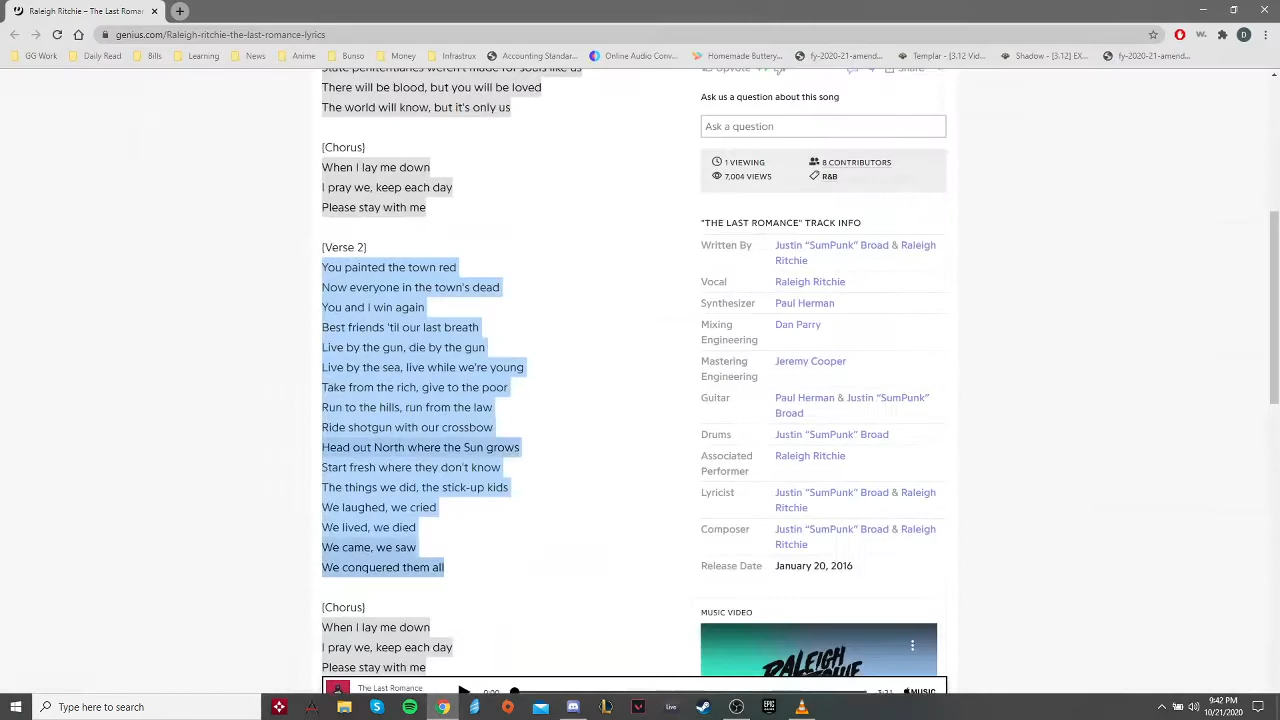 Raleigh Ritchie - The Last Roman
genius.com/Raleigh-ritchie-the-last-romance-lyrics
GG Work
Daily Read
Bills
Learning
News
Anime
Bunso
Money
Infrastrux
Accounting Standar...
Online Audio Conv...
Homemade Buttery...
fy-2020-21-amend...
Templar - [3.12 Vid...
Shadow - [3.12] EX...
fy-2020-21-amend...
There will be blood, but you will be loved
The world will know, but it's only us
[Chorus]
When I lay me down
I pray we, keep each day
Please stay with me
[Verse 2]
You painted the town red
Now everyone in the town's dead
You and I win again
Best friends 'til our last breath
Live by the gun, die by the gun
Live by the sea, live while we're young
Take from the rich, give to the poor
Run to the hills, run from the law
Ride shotgun with our crossbow
Head out North where the Sun grows
Start fresh where they don't know
The things we did, the stick-up kids
We laughed, we cried
We lived, we died
We came, we saw
We conquered them all
[Chorus]
When I lay me down
I pray we, keep each day
Please stay with me
Upvote
Share
Ask us a question about this song
Ask a question
1 VIEWING
8 CONTRIBUTORS
7,004 VIEWS
R&B
"THE LAST ROMANCE" TRACK INFO
Written By Justin “SumPunk” Broad & Raleigh
Ritchie
Vocal Raleigh Ritchie
Synthesizer Paul Herman
Mixing Dan Parry
Engineering
Mastering Jeremy Cooper
Engineering
Guitar Paul Herman & Justin “SumPunk”
Broad
Drums Justin “SumPunk” Broad
Associated Raleigh Ritchie
Performer
Lyricist Justin “SumPunk” Broad & Raleigh
Ritchie
Composer Justin “SumPunk” Broad & Raleigh
Ritchie
Release Date January 20, 2016
MUSIC VIDEO
RALEIGH
The Last Romance
0:00
3:21
MUSIC
Type here to search
Live
EPIC
9:42 PM
10/21/2020